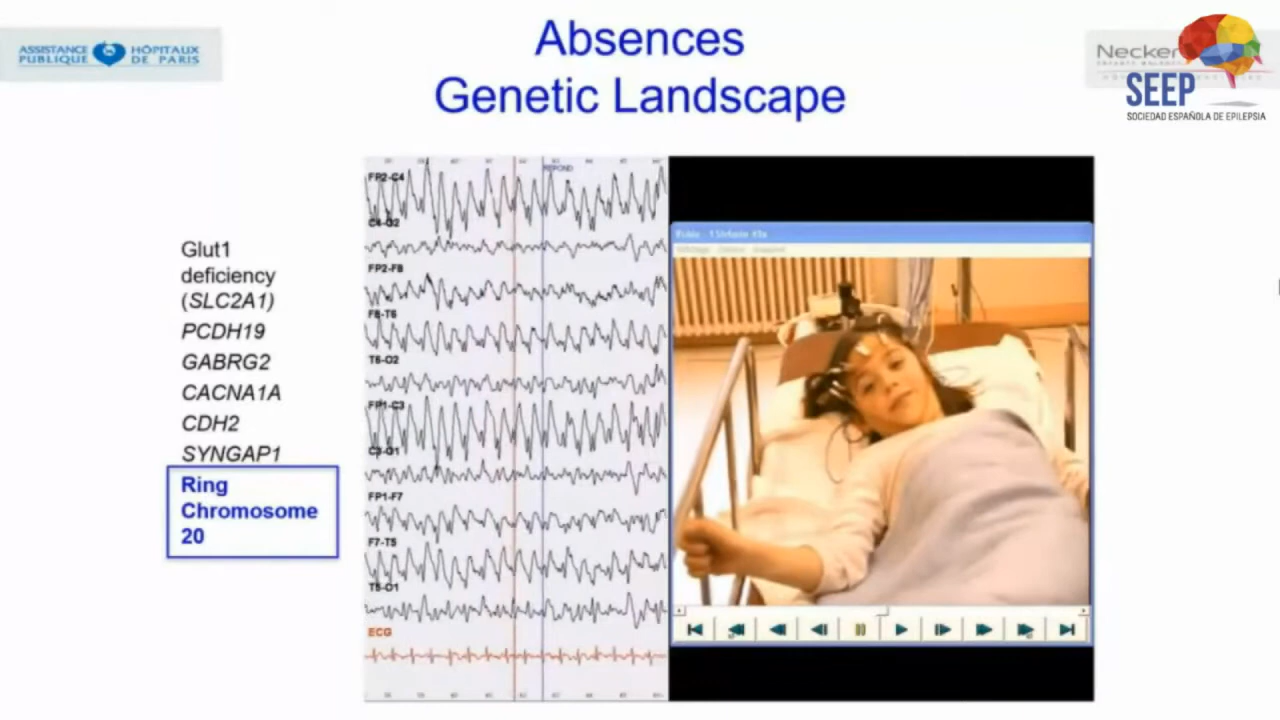 Absences
Genetic Landscape
ASSISTANCE
PUBLIQUE
HÔPITAUX
DE PARIS
Necker
SEEP
SOCIEDAD ESPAÑOLA DE EPILEPSIA
Glut1
deficiency
(SLC2A1)
PCDH19
GABRG2
CACNA1A
CDH2
SYNGAP1
Ring
Chromosome
20
FP2-C4
C4-O2
FP2-F8
F8-T6
T6-O2
FP1-C3
C3-O1
FP1-F7
F7-T5
T5-O1
ECG